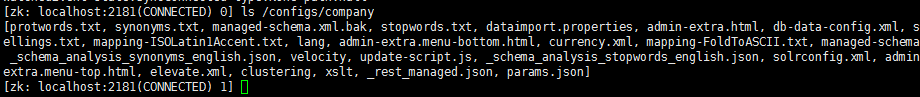 [zk: localhost:2181(CONNECTED) 0] ls /configs/company
[protwords.txt, synonyms.txt, managed-schema.xml.bak, stopwords.txt, dataimport.properties, admin-extra.html, db-data-config.xml, s
ellings.txt, mapping-ISOLatin1Accent.txt, lang, admin-extra.menu-bottom.html, currency.xml, mapping-FoldToASCII.txt, managed-schema
_schema_analysis_synonyms_english.json, velocity, update-script.js, _schema_analysis_stopwords_english.json, solrconfig.xml, admin
extra.menu-top.html, elevate.xml, clustering, xslt, _rest_managed.json, params.json]
[zk: localhost:2181(CONNECTED) 1]